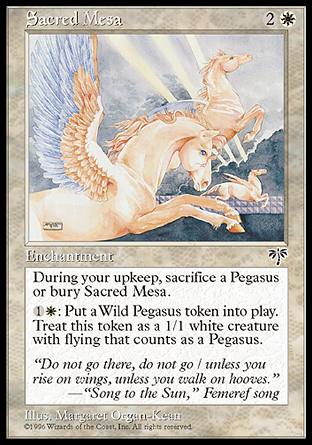 Sacred Mesa 2
Enchantment
During your upkeep, sacrifice a Pegasus
or bury Sacred Mesa.
1 : Put a Wild Pegasus token into play.
Treat this token as a 1/1 white creature
with flying that counts as a Pegasus.
“Do not go there, do not go / unless you
rise on wings, unless you walk on hooves.”
—“Song to the Sun,” Femeref song
Illus. Margaret Organ-Kean
©1996 Wizards of the Coast, Inc. All rights reserved.